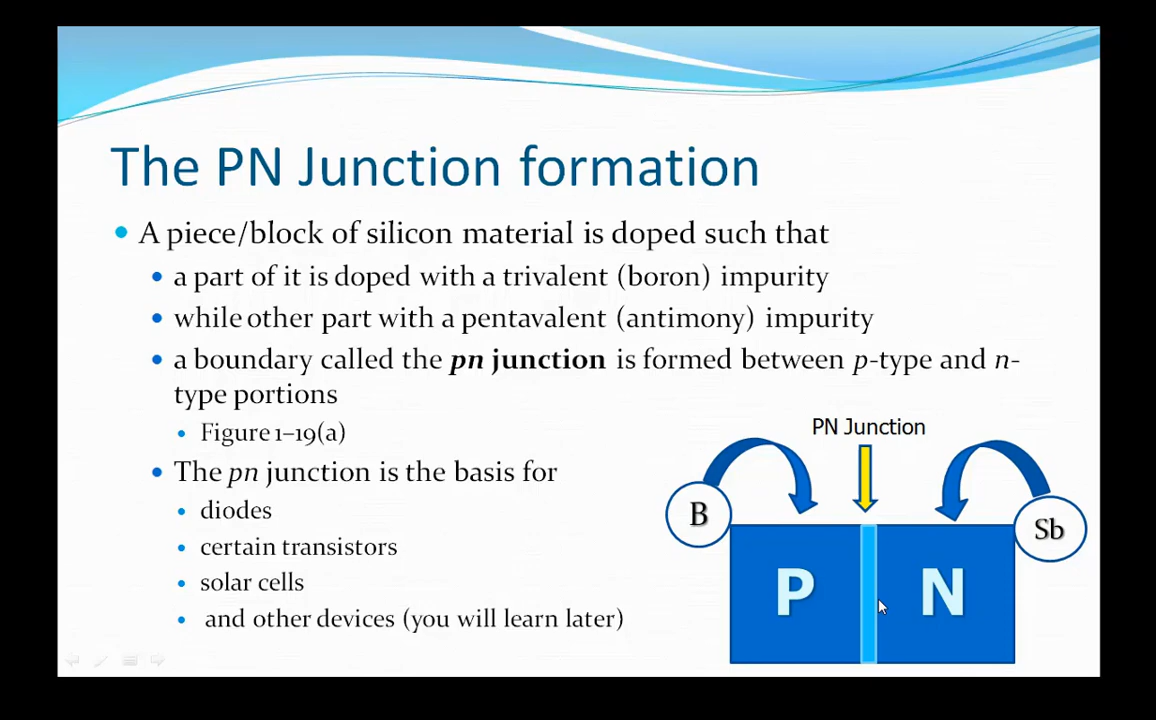 The PN Junction formation
A piece/block of silicon material is doped such that
a part of it is doped with a trivalent (boron) impurity
while other part with a pentavalent (antimony) impurity
a boundary called the pn junction is formed between p-type and n-
type portions
Figure 1–19(a)
The pn junction is the basis for
diodes
certain transistors
solar cells
and other devices (you will learn later)
PN Junction
B
Sb
P
N